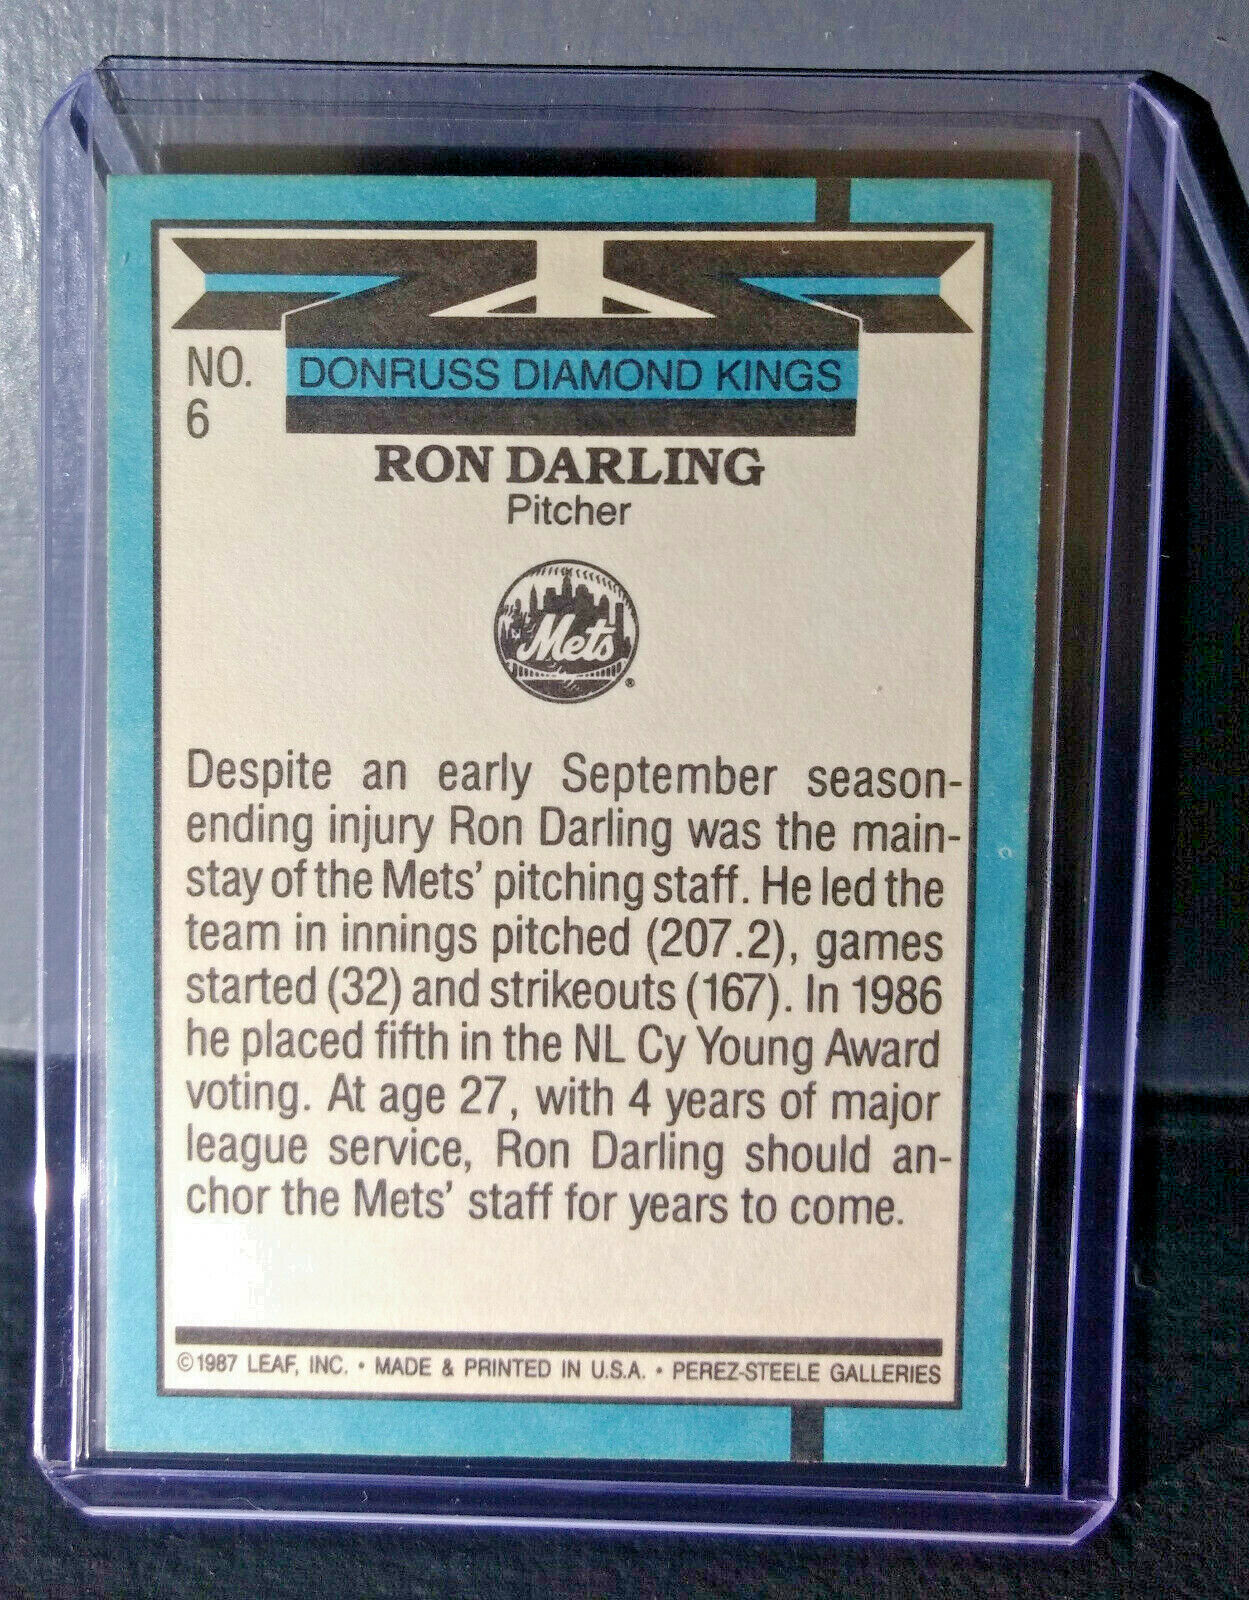 NO.
6
DONRUSS DIAMOND KINGS
RON DARLING
Pitcher
Mets
®
Despite an early September season-
ending injury Ron Darling was the main-
stay of the Mets' pitching staff. He led the
team in innings pitched (207.2), games
started (32) and strikeouts (167). In 1986
he placed fifth in the NL Cy Young Award
voting. At age 27, with 4 years of major
league service, Ron Darling should an-
chor the Mets' staff for years to come.
©1987 LEAF, INC. • MADE & PRINTED IN U.S.A. • PEREZ-STEELE GALLERIES